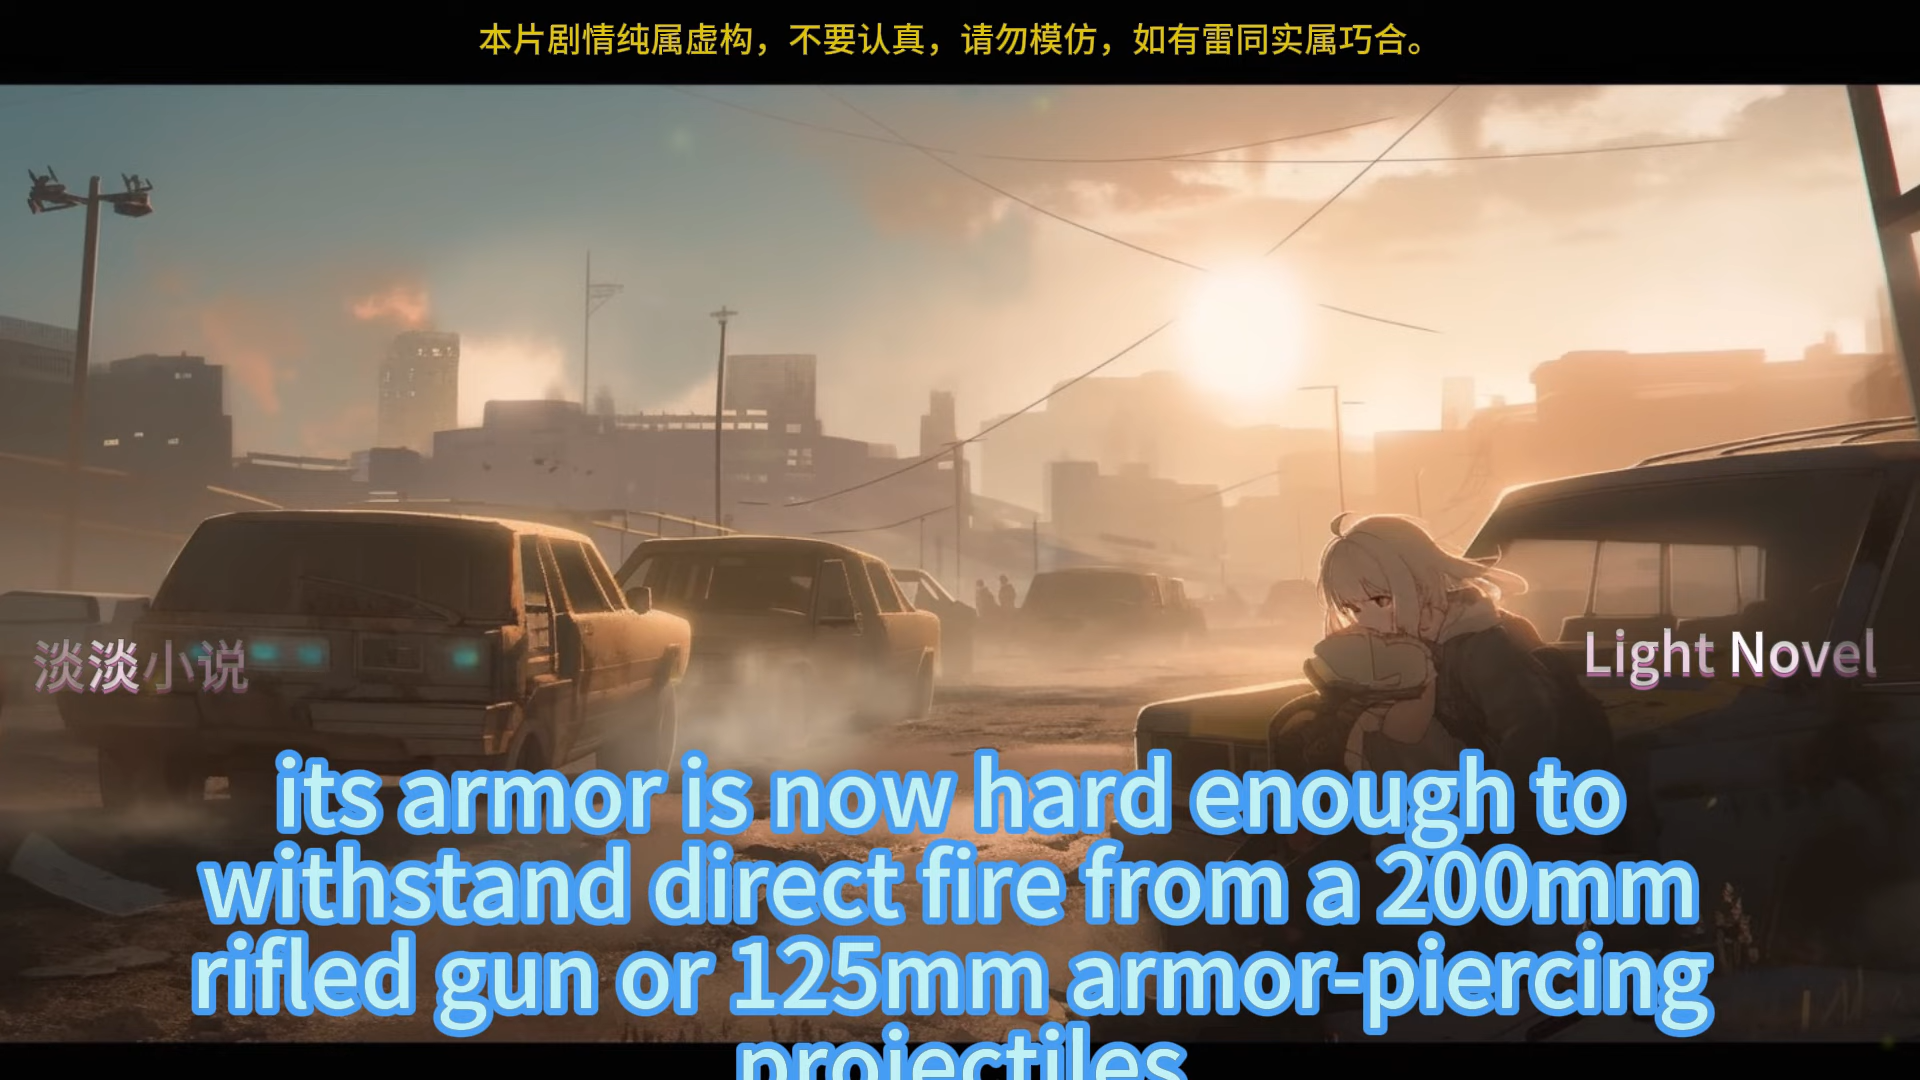 本片剧情纯属虚构，不要认真，请勿模仿，如有雷同实属巧合。
淡淡小说
Light Novel
its armor is now hard enough to
withstand direct fire from a 200mm
rifled gun or 125mm armor-piercing
projectiles